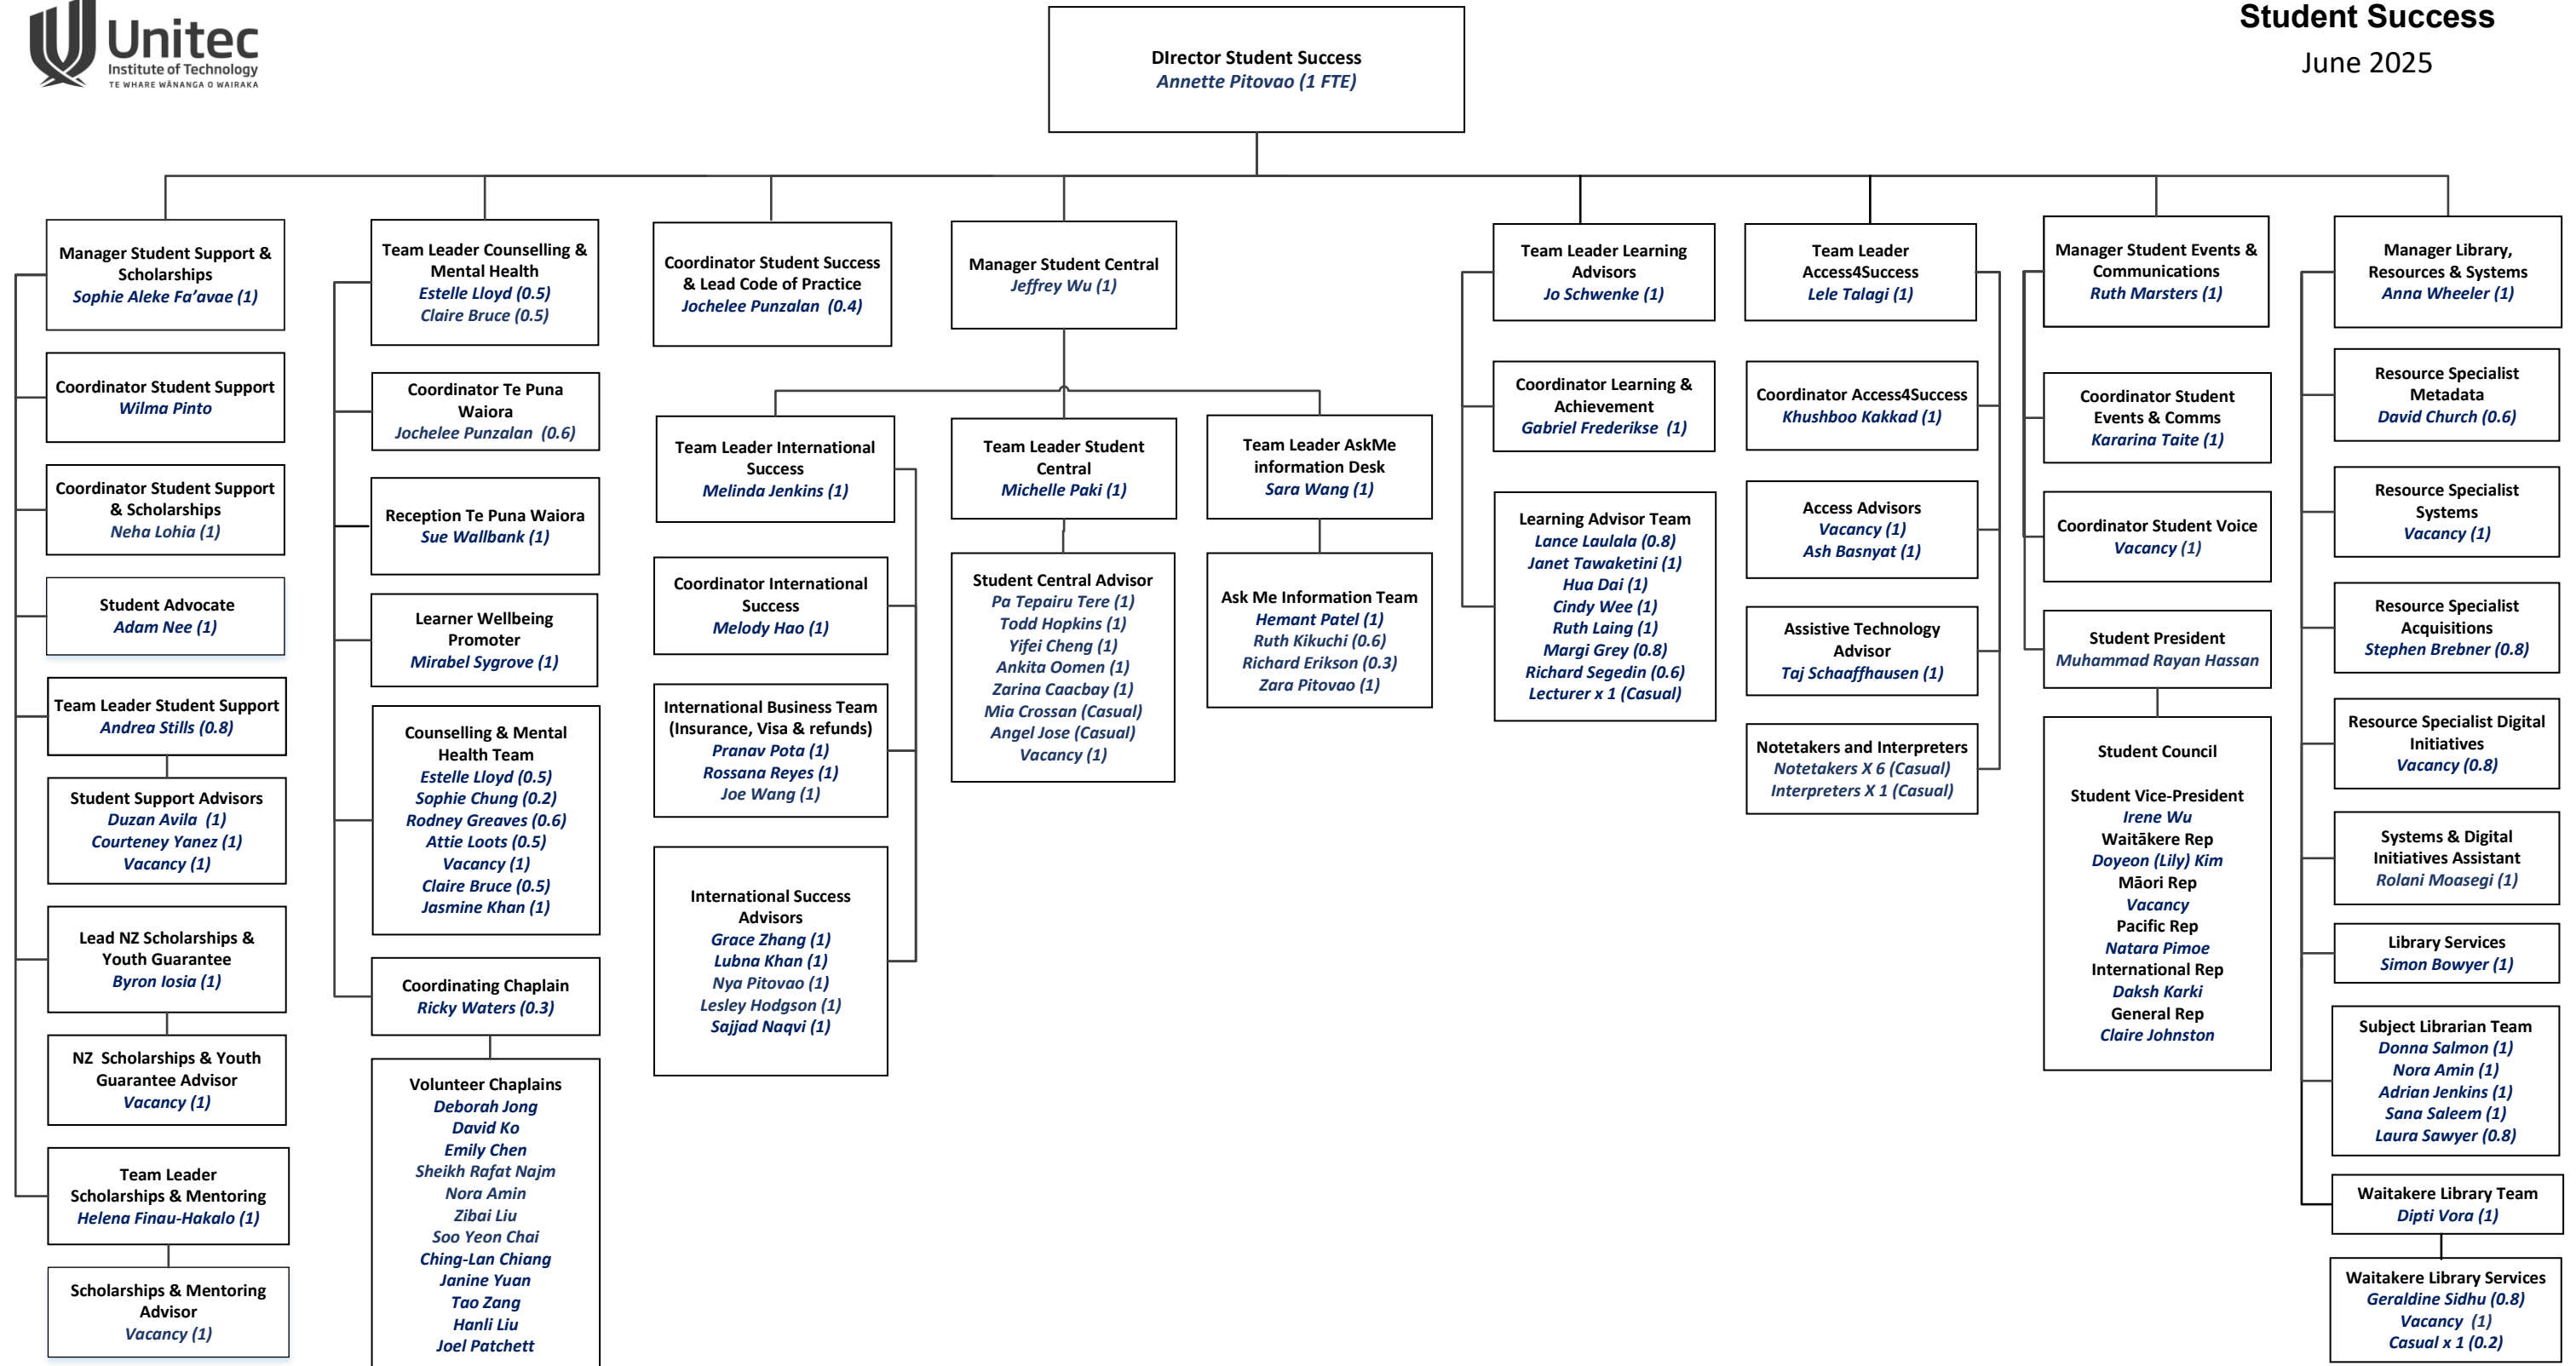 Unitec
Institute of Technology
TE WHARE WĀNANGA O WAIRAKA
Student Success
June 2025
DIrector Student Success
Annette Pitovao (1 FTE)
Manager Student Support &
Scholarships
Sophie Aleke Fa’avae (1)
Coordinator Student Support
Wilma Pinto
Coordinator Student Support
& Scholarships
Neha Lohia (1)
Student Advocate
Adam Nee (1)
Team Leader Student Support
Andrea Stills (0.8)
Student Support Advisors
Duzan Avila (1)
Courteney Yanez (1)
Vacancy (1)
Lead NZ Scholarships &
Youth Guarantee
Byron Iosia (1)
NZ Scholarships & Youth
Guarantee Advisor
Vacancy (1)
Team Leader
Scholarships & Mentoring
Helena Finau-Hakalo (1)
Scholarships & Mentoring
Advisor
Vacancy (1)
Team Leader Counselling &
Mental Health
Estelle Lloyd (0.5)
Claire Bruce (0.5)
Coordinator Te Puna
Waiora
Jochelee Punzalan (0.6)
Reception Te Puna Waiora
Sue Wallbank (1)
Learner Wellbeing
Promoter
Mirabel Sygrove (1)
Counselling & Mental
Health Team
Estelle Lloyd (0.5)
Sophie Chung (0.2)
Rodney Greaves (0.6)
Attie Loots (0.5)
Vacancy (1)
Claire Bruce (0.5)
Jasmine Khan (1)
Coordinating Chaplain
Ricky Waters (0.3)
Volunteer Chaplains
Deborah Jong
David Ko
Emily Chen
Sheikh Rafat Najm
Nora Amin
Zibai Liu
Soo Yeon Chai
Ching-Lan Chiang
Janine Yuan
Tao Zang
Hanli Liu
Joel Patchett
Coordinator Student Success
& Lead Code of Practice
Jochelee Punzalan (0.4)
Manager Student Central
Jeffrey Wu (1)
Team Leader International
Success
Melinda Jenkins (1)
Coordinator International
Success
Melody Hao (1)
International Business Team
(Insurance, Visa & refunds)
Pranav Pota (1)
Rossana Reyes (1)
Joe Wang (1)
International Success
Advisors
Grace Zhang (1)
Lubna Khan (1)
Nya Pitovao (1)
Lesley Hodgson (1)
Sajjad Naqvi (1)
Team Leader Student
Central
Michelle Paki (1)
Student Central Advisor
Pa Tepairu Tere (1)
Todd Hopkins (1)
Yifei Cheng (1)
Ankita Oomen (1)
Zarina Caacbay (1)
Mia Crossan (Casual)
Angel Jose (Casual)
Vacancy (1)
Team Leader AskMe
information Desk
Sara Wang (1)
Ask Me Information Team
Hemant Patel (1)
Ruth Kikuchi (0.6)
Richard Erikson (0.3)
Zara Pitovao (1)
Team Leader Learning
Advisors
Jo Schwenke (1)
Coordinator Learning &
Achievement
Gabriel Frederikse (1)
Learning Advisor Team
Lance Laulala (0.8)
Janet Tawaketini (1)
Hua Dai (1)
Cindy Wee (1)
Ruth Laing (1)
Margi Grey (0.8)
Richard Segedin (0.6)
Lecturer x 1 (Casual)
Team Leader
Access4Success
Lele Talagi (1)
Coordinator Access4Success
Khushboo Kakkad (1)
Access Advisors
Vacancy (1)
Ash Basnyat (1)
Assistive Technology
Advisor
Taj Schaaffhausen (1)
Notetakers and Interpreters
Notetakers X 6 (Casual)
Interpreters X 1 (Casual)
Manager Student Events &
Communications
Ruth Marsters (1)
Coordinator Student
Events & Comms
Kararina Taite (1)
Coordinator Student Voice
Vacancy (1)
Student President
Muhammad Rayan Hassan
Student Council
Student Vice-President
Irene Wu
Waitākere Rep
Doyeon (Lily) Kim
Māori Rep
Vacancy
Pacific Rep
Natara Pimoe
International Rep
Daksh Karki
General Rep
Claire Johnston
Manager Library,
Resources & Systems
Anna Wheeler (1)
Resource Specialist
Metadata
David Church (0.6)
Resource Specialist
Systems
Vacancy (1)
Resource Specialist
Acquisitions
Stephen Brebner (0.8)
Resource Specialist Digital
Initiatives
Vacancy (0.8)
Systems & Digital
Initiatives Assistant
Rolani Moasegi (1)
Library Services
Simon Bowyer (1)
Subject Librarian Team
Donna Salmon (1)
Nora Amin (1)
Adrian Jenkins (1)
Sana Saleem (1)
Laura Sawyer (0.8)
Waitakere Library Team
Dipti Vora (1)
Waitakere Library Services
Geraldine Sidhu (0.8)
Vacancy (1)
Casual x 1 (0.2)